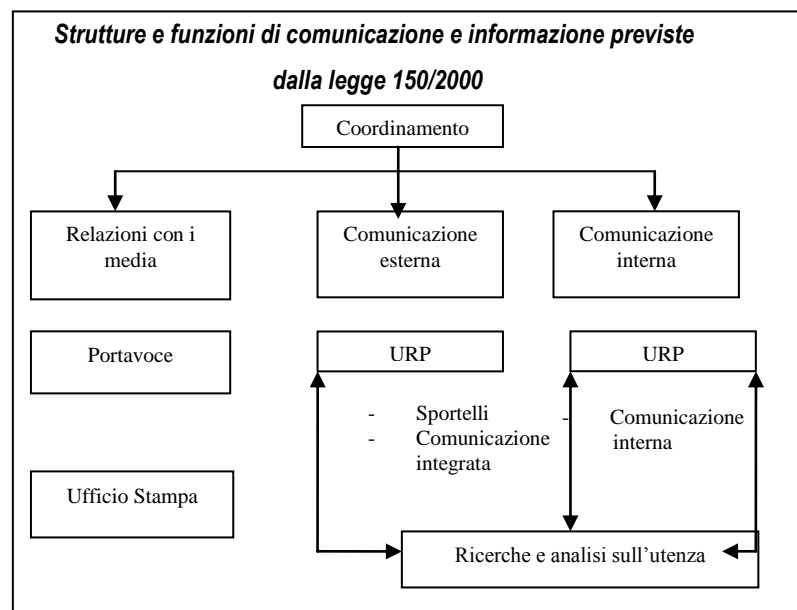 Strutture e funzioni di comunicazione e informazione previste
dalla legge 150/2000
Coordinamento
Relazioni con i
media
Comunicazione
esterna
Comunicazione
interna
Portavoce
URP
URP
- Sportelli
- Comunicazione
integrata
- Comunicazione
interna
Ufficio Stampa
Ricerche e analisi sull’utenza